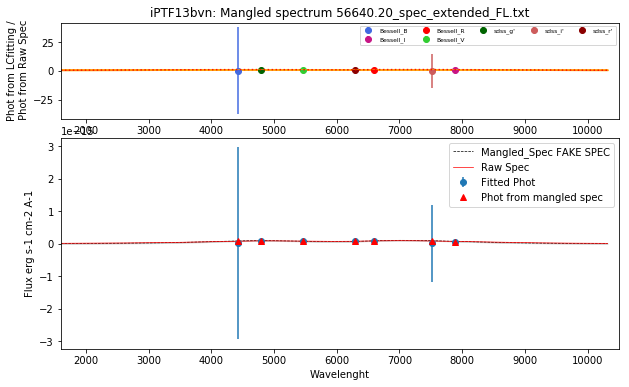 iPTF13bvn: Mangled spectrum 56640.20_spec_extended_FL.txt
Phot from LCfitting /
Phot from Raw Spec
25
0
−25
Bessell_B Bessell_R sdss_g' sdss_i' sdss_r'
Bessell_I Bessell_V
2000 3000 4000 5000 6000 7000 8000 9000 10000
1e−15
Flux erg s-1 cm-2 A-1
3
2
1
0
−1
−2
−3
Mangled_Spec FAKE SPEC
Raw Spec
Fitted Phot
Phot from mangled spec
2000 3000 4000 5000 6000 7000 8000 9000 10000
Wavelenght